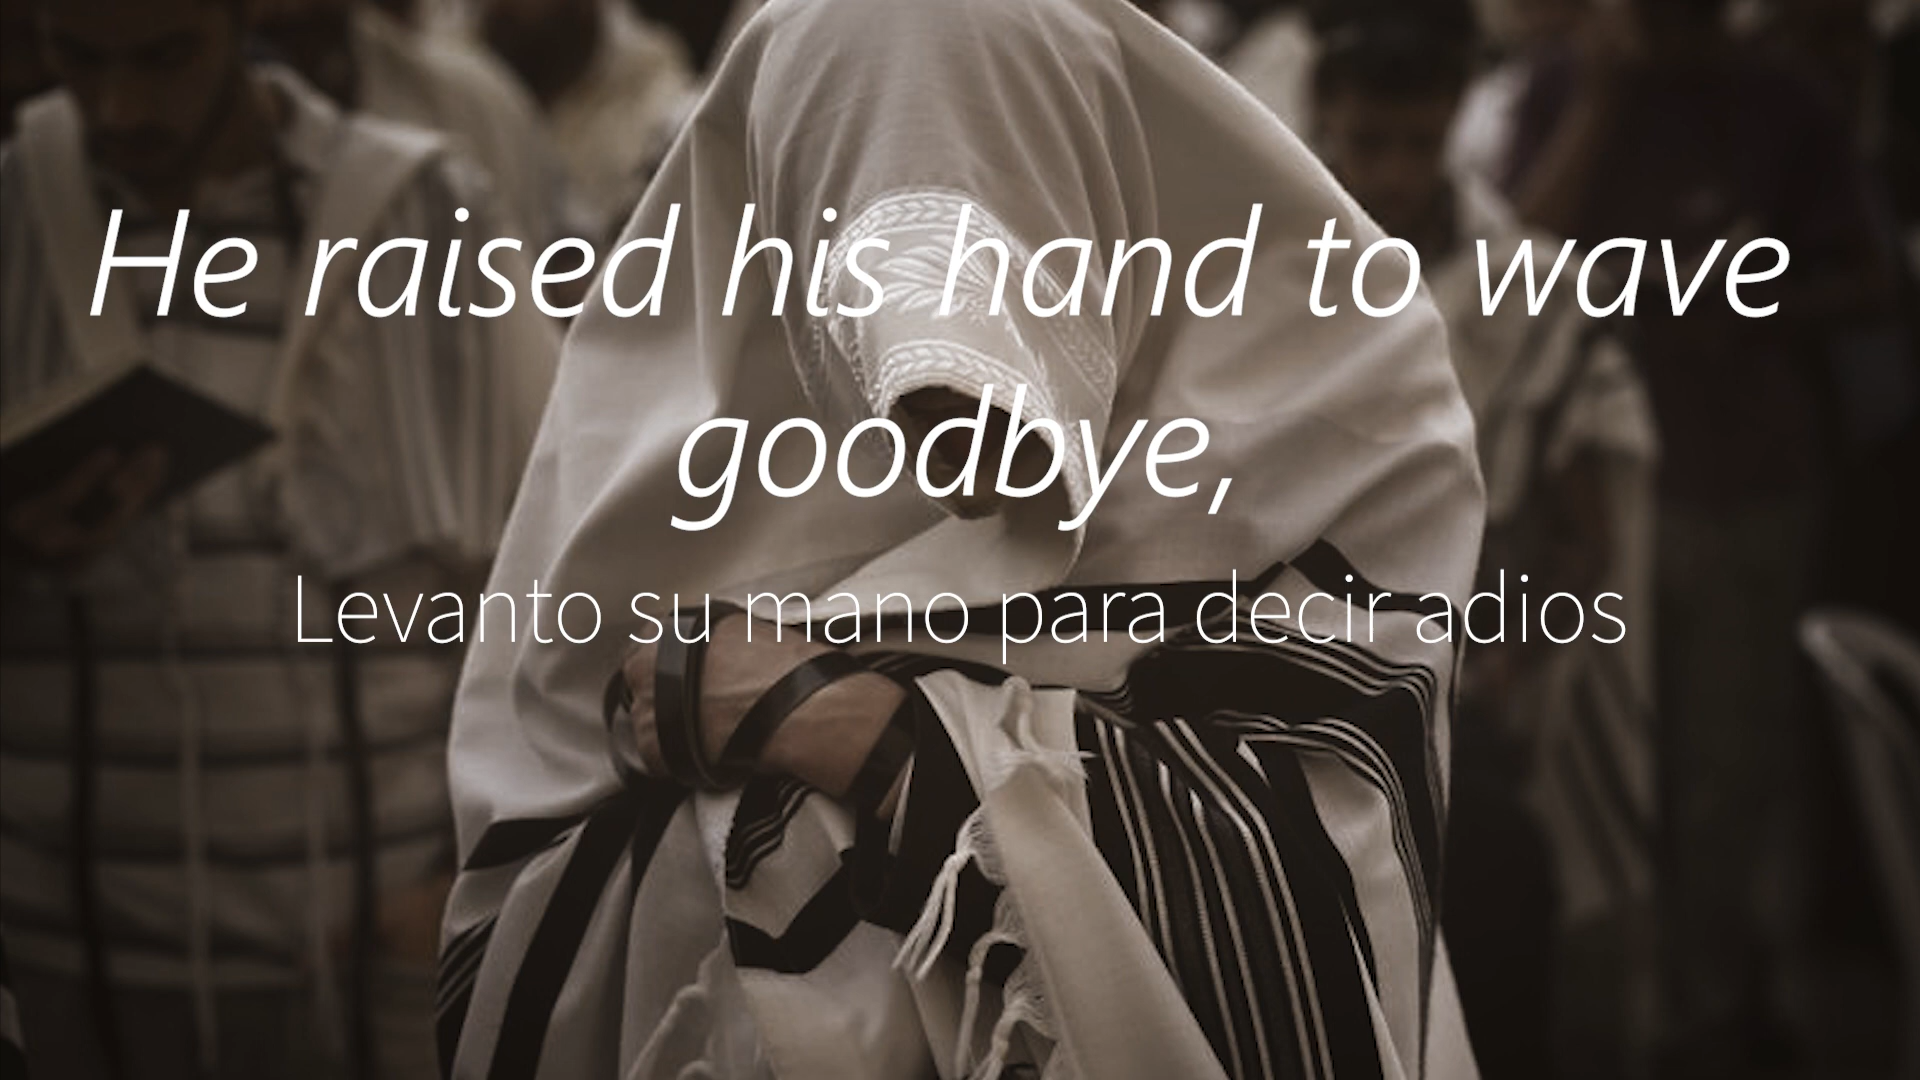 He raised his hand to wave
goodbye,
Levanto su mano para decir adios